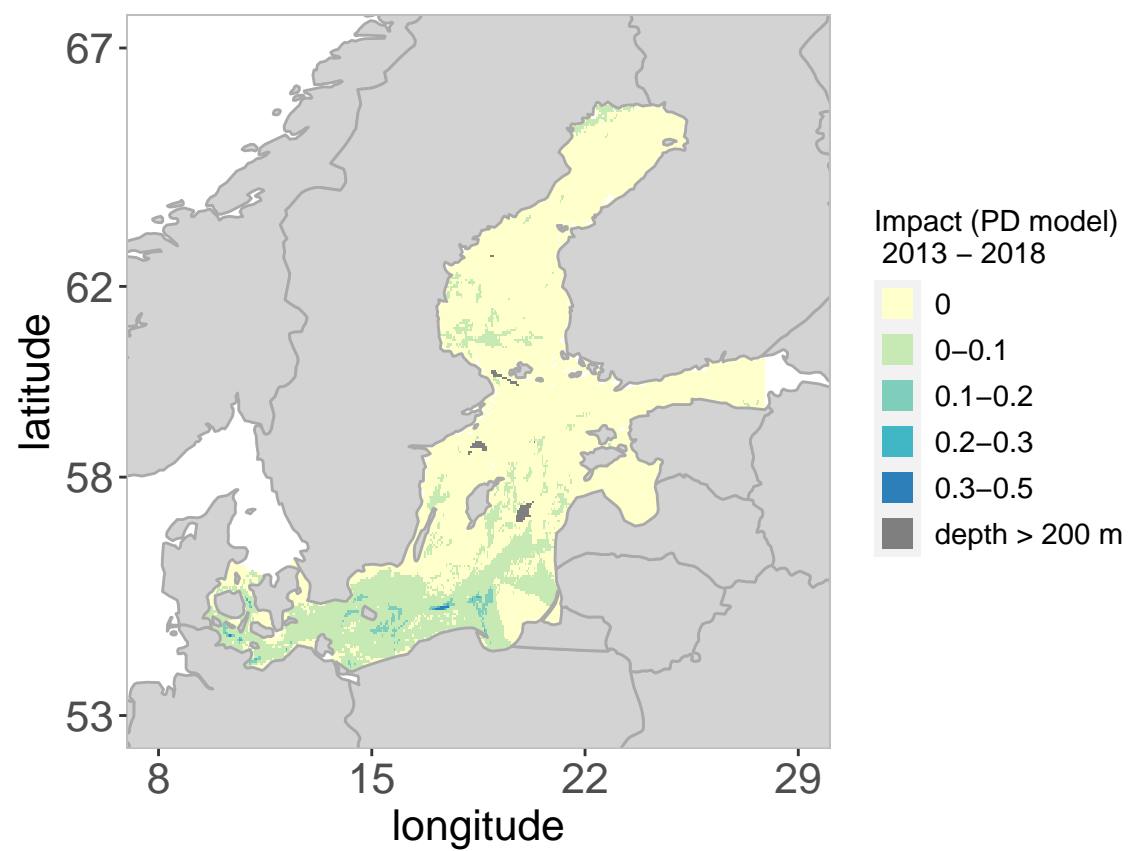 67
62
58
53
latitude
8 15 22 29
longitude
Impact (PD model)
2013 − 2018
0
0−0.1
0.1−0.2
0.2−0.3
0.3−0.5
depth > 200 m